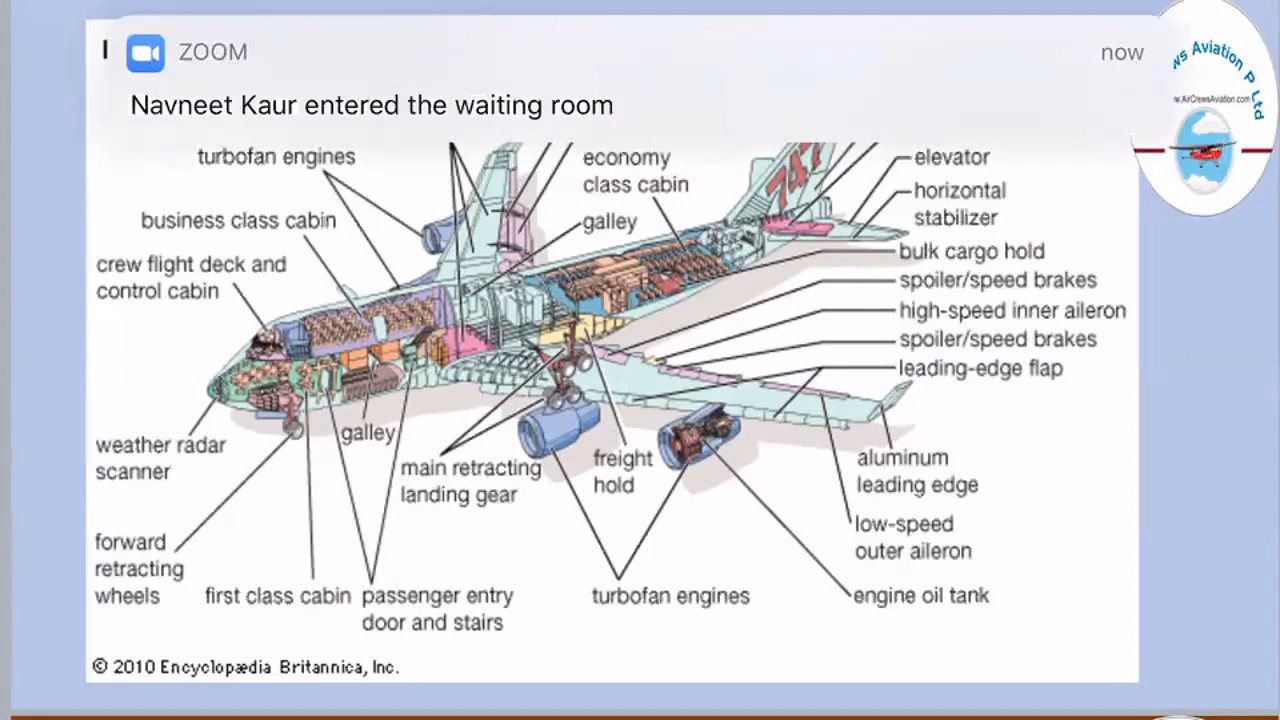 ZOOM
now
Navneet Kaur entered the waiting room
ws Aviation P Ltd
w.AirCrewsAviation.com
747
turbofan engines
economy
class cabin
elevator
business class cabin
galley
horizontal
stabilizer
crew flight deck and
control cabin
bulk cargo hold
spoiler/speed brakes
high-speed inner aileron
spoiler/speed brakes
leading-edge flap
weather radar
scanner
galley
main retracting
landing gear
freight
hold
aluminum
leading edge
low-speed
outer aileron
forward
retracting
wheels
first class cabin
passenger entry
door and stairs
turbofan engines
engine oil tank
© 2010 Encyclopædia Britannica, Inc.